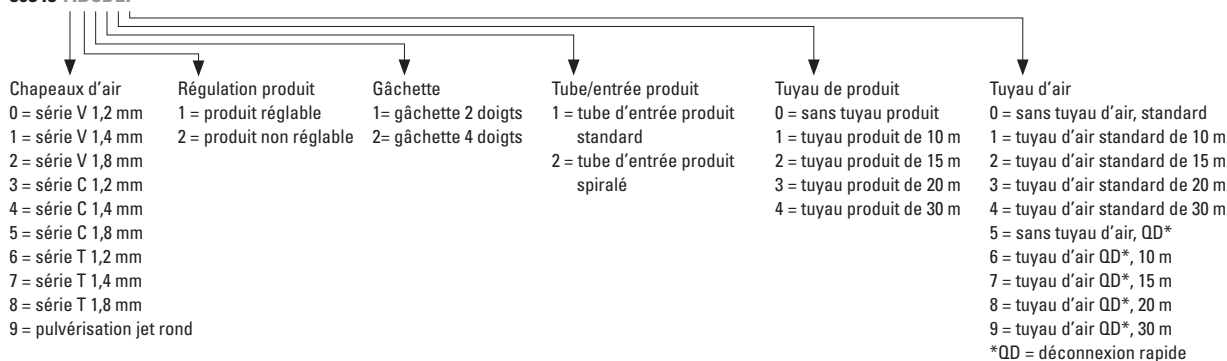 Chapeaux d'air
0 = série V 1,2 mm
1 = série V 1,4 mm
2 = série V 1,8 mm
3 = série C 1,2 mm
4 = série C 1,4 mm
5 = série C 1,8 mm
6 = série T 1,2 mm
7 = série T 1,4 mm
8 = série T 1,8 mm
9 = pulvérisation jet rond
Régulation produit
1 = produit réglable
2 = produit non réglable
Gâchette
1= gâchette 2 doigts
2= gâchette 4 doigts
Tube/entrée produit
1 = tube d'entrée produit
standard
2 = tube d'entrée produit
spiralé
Tuyau de produit
0 = sans tuyau produit
1 = tuyau produit de 10 m
2 = tuyau produit de 15 m
3 = tuyau produit de 20 m
4 = tuyau produit de 30 m
Tuyau d'air
0 = sans tuyau d'air, standard
1 = tuyau d'air standard de 10 m
2 = tuyau d'air standard de 15 m
3 = tuyau d'air standard de 20 m
4 = tuyau d'air standard de 30 m
5 = sans tuyau d'air, QD*
6 = tuyau d'air QD*, 10 m
7 = tuyau d'air QD*, 15 m
8 = tuyau d'air QD*, 20 m
9 = tuyau d'air QD*, 30 m
*QD = déconnexion rapide